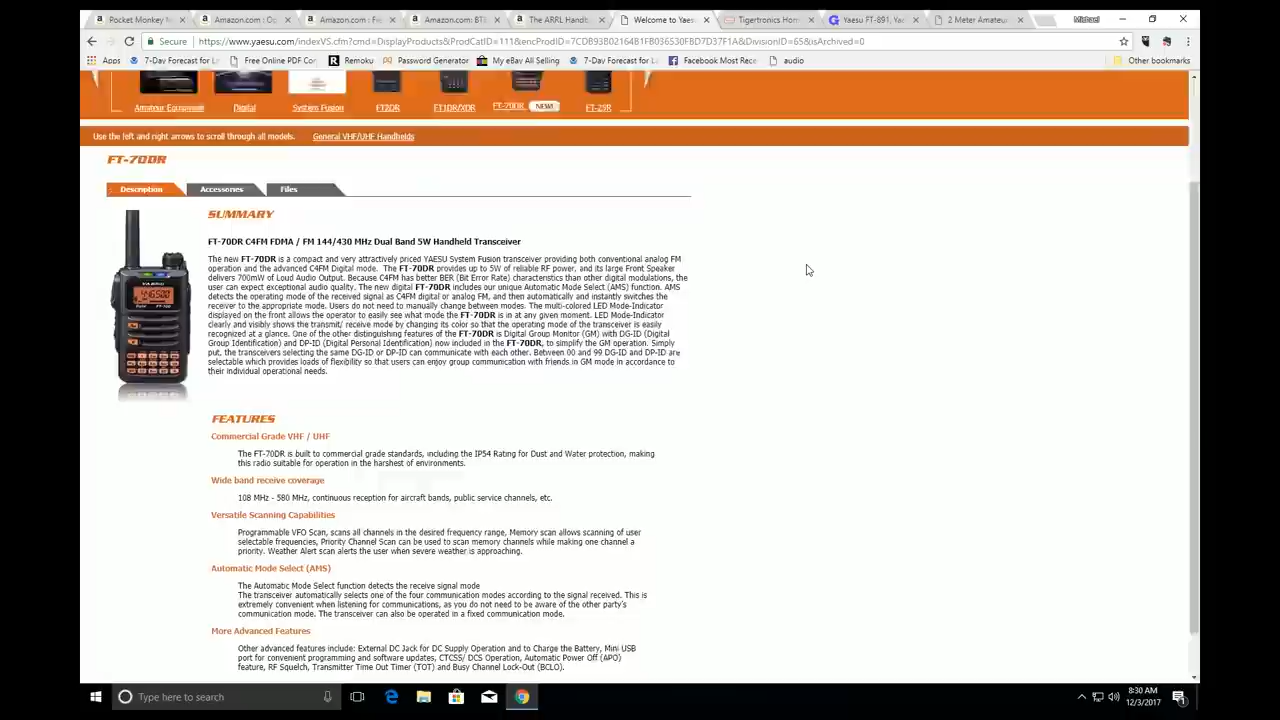 Pocket Monkey M
Amazon.com : Op
Amazon.com : Fe
Amazon.com: BTE
The ARRL Handb
Welcome to Yaes
Tigertronics Hom
Yaesu FT-891, Ya
2 Meter Amateu
Michael
Secure https://www.yaesu.com/indexVS.cfm?cmd=DisplayProducts&ProdCatID=111&encProdID=7CDB93B02164B1FB036530FBD7D37F1A&DivisionID=65&isArchived=0
Apps 7-Day Forecast for L Free Online PDF Con Remoku Password Generator My eBay All Selling 7-Day Forecast for L Facebook Most Rece audio Other bookmarks
Amateur Equipment Digital System Fusion FT2DR FT1DR/XDR FT-70DR NEW! FT-25R
Use the left and right arrows to scroll through all models. General VHF/UHF Handhelds
FT-70DR
Description Accessories Files
SUMMARY
FT-70DR C4FM FDMA / FM 144/430 MHz Dual Band 5W Handheld Transceiver
The new FT-70DR is a compact and very attractively priced YAESU System Fusion transceiver providing both conventional analog FM
operation and the advanced C4FM Digital mode. The FT-70DR provides up to 5W of reliable RF power, and its large Front Speaker
delivers 700mW of Loud Audio Output. Because C4FM has better BER (Bit Error Rate) characteristics than other digital modulations, the
user can expect exceptional audio quality. The new digital FT-70DR includes our unique Automatic Mode Select (AMS) function. AMS
detects the operating mode of the received signal as C4FM digital or analog FM, and then automatically and instantly switches the
receiver to the appropriate mode. Users do not need to manually change between modes. The multi-colored LED Mode-Indicator
displayed on the front allows the operator to easily see what mode the FT-70DR is in at any given moment. LED Mode-Indicator
clearly and visibly shows the transmit/ receive mode by changing its color so that the operating mode of the transceiver is easily
recognized at a glance. One of the other distinguishing features of the FT-70DR is Digital Group Monitor (GM) with DG-ID (Digital
Group Identification) and DP-ID (Digital Personal Identification) now included in the FT-70DR, to simplify the GM operation. Simply
put, the transceivers selecting the same DG-ID or DP-ID can communicate with each other. Between 00 and 99 DG-ID and DP-ID are
selectable which provides loads of flexibility so that users can enjoy group communication with friends in GM mode in accordance to
their individual operational needs.
FEATURES
Commercial Grade VHF / UHF
The FT-70DR is built to commercial grade standards, including the IP54 Rating for Dust and Water protection, making
this radio suitable for operation in the harshest of environments.
Wide band receive coverage
108 MHz - 580 MHz, continuous reception for aircraft bands, public service channels, etc.
Versatile Scanning Capabilities
Programmable VFO Scan, scans all channels in the desired frequency range, Memory scan allows scanning of user
selectable frequencies, Priority Channel Scan can be used to scan memory channels while making one channel a
priority. Weather Alert scan alerts the user when severe weather is approaching.
Automatic Mode Select (AMS)
The Automatic Mode Select function detects the receive signal mode
The transceiver automatically selects one of the four communication modes according to the signal received. This is
extremely convenient when listening for communications, as you do not need to be aware of the other party's
communication mode. The transceiver can also be operated in a fixed communication mode.
More Advanced Features
Other advanced features include: External DC Jack for DC Supply Operation and to Charge the Battery, Mini USB
port for convenient programming and software updates, CTCSS/ DCS Operation, Automatic Power Off (APO)
feature, RF Squelch, Transmitter Time Out Timer (TOT) and Busy Channel Lock-Out (BCLO).
Type here to search
8:30 AM
12/3/2017